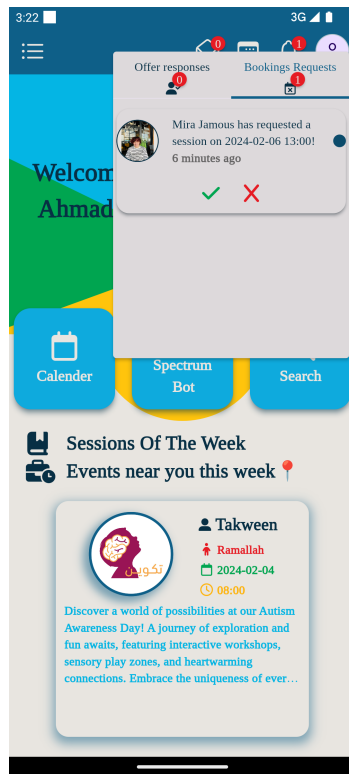 3:22
3G
0
1
Offer responses
Bookings Requests
0
1
Mira Jamous has requested a
session on 2024-02-06 13:00!
6 minutes ago
Welcom
Ahmad
Calender
Spectrum
Bot
Search
Sessions Of The Week
Events near you this week
تكوين
Takween
Ramallah
2024-02-04
08:00
Discover a world of possibilities at our Autism
Awareness Day! A journey of exploration and
fun awaits, featuring interactive workshops,
sensory play zones, and heartwarming
connections. Embrace the uniqueness of ever…